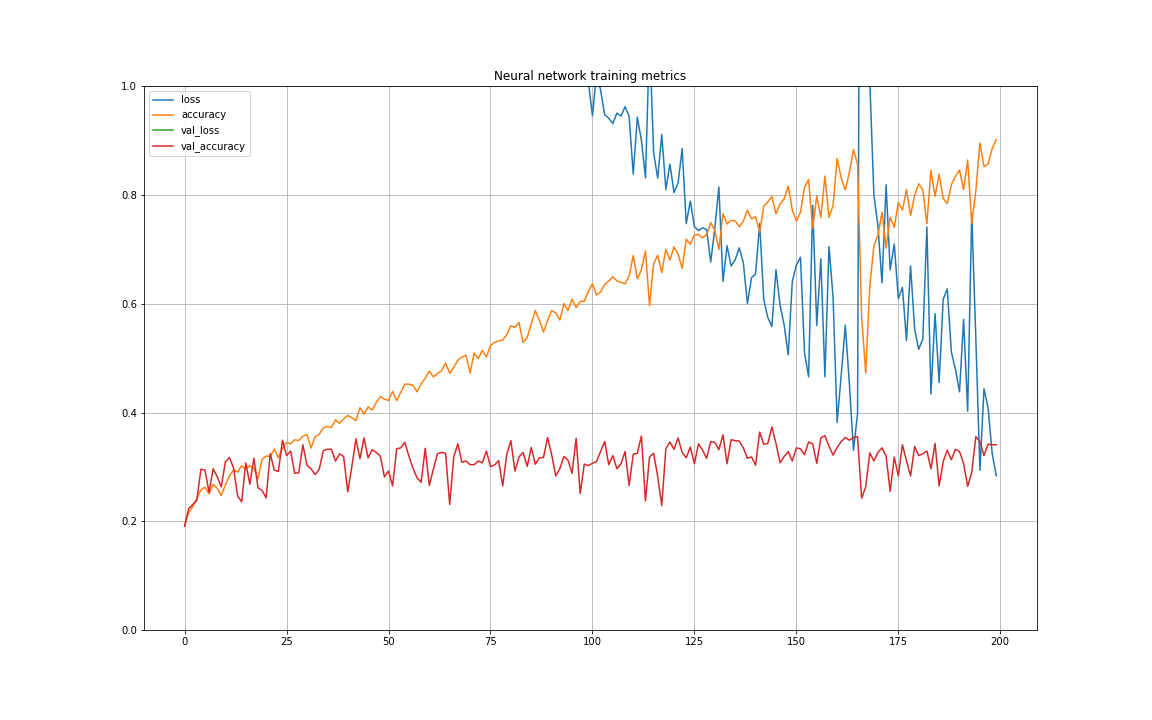 Neural network training metrics
loss
accuracy
val_loss
val_accuracy
1.0
0.8
0.6
0.4
0.2
0.0
0 25 50 75 100 125 150 175 200